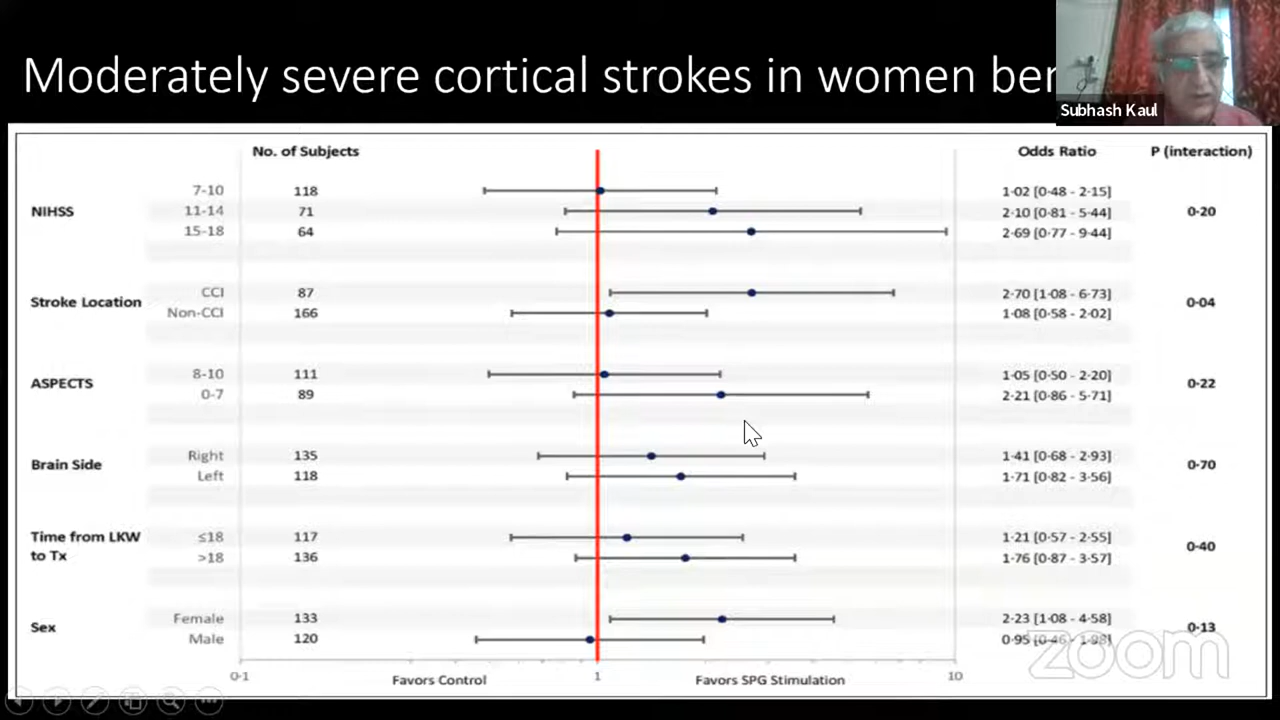 Moderately severe cortical strokes in women ben
Subhash Kaul
No. of Subjects Odds Ratio P (interaction)
NIHSS 0·20
7-10 118 1·02 [0·48 - 2·15]
11-14 71 2·10 [0·81 - 5·44]
15-18 64 2·69 [0·77 - 9·44]
Stroke Location 0·04
CCI 87 2·70 [1·08 - 6·73]
Non-CCI 166 1·08 [0·58 - 2·02]
ASPECTS 0·22
8-10 111 1·05 [0·50 - 2·20]
0-7 89 2·21 [0·86 - 5·71]
Brain Side 0·70
Right 135 1·41 [0·68 - 2·93]
Left 118 1·71 [0·82 - 3·56]
Time from LKW
to Tx 0·40
≤18 117 1·21 [0·57 - 2·55]
>18 136 1·76 [0·87 - 3·57]
Sex 0·13
Female 133 2·23 [1·08 - 4·58]
Male 120 0·95 [0·46 - 1·98]
0·1 1 10
Favors Control Favors SPG Stimulation
zoom